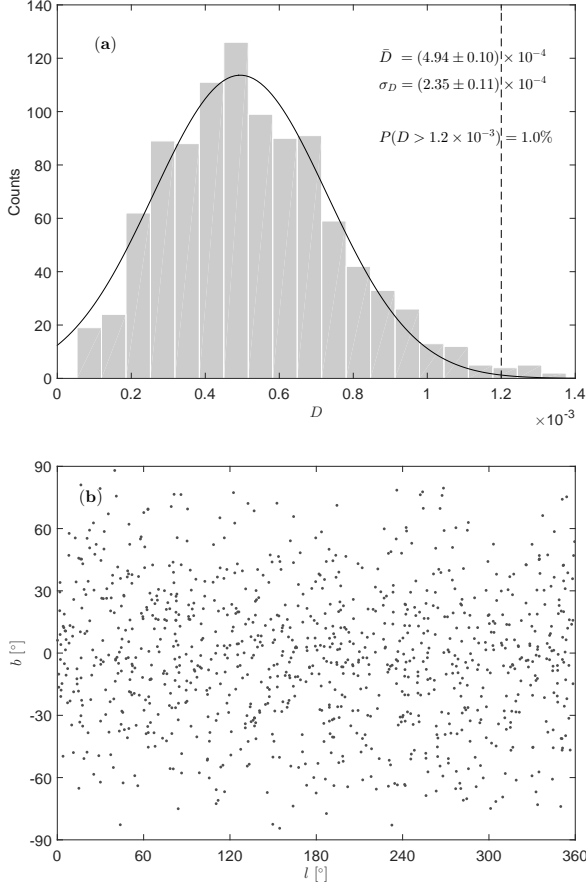 140
(a)
D̄ = (4.94 ± 0.10) × 10⁻⁴
120
σ_D = (2.35 ± 0.11) × 10⁻⁴
100
P(D > 1.2 × 10⁻³) = 1.0%
80
Counts
60
40
20
0
0 0.2 0.4 0.6 0.8 1 1.2 1.4
D
×10⁻³
90
(b)
60
30
0
b [°]
-30
-60
-90
0 60 120 180 240 300 360
l [°]